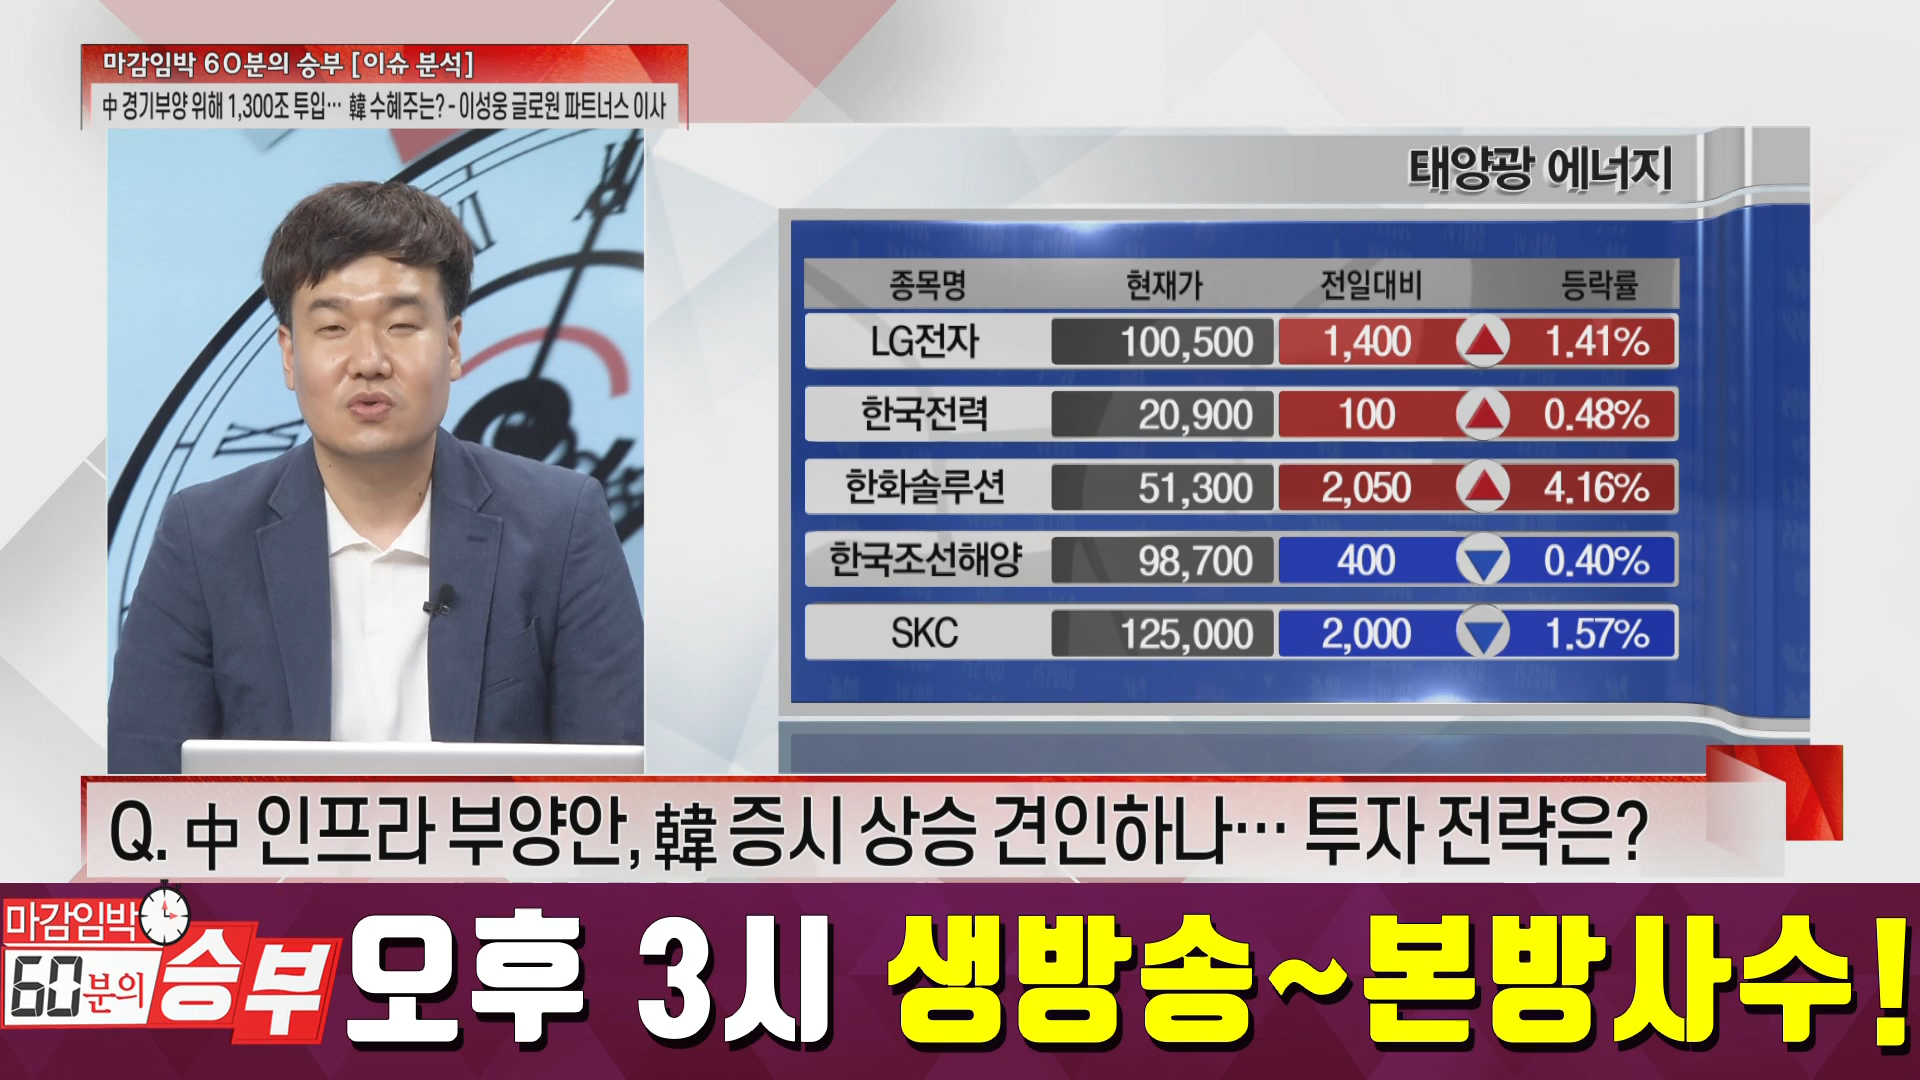 마감임박 60분의 승부 [이슈 분석]
中 경기부양 위해 1,300조 투입… 韓 수혜주는? - 이성웅 글로원 파트너스 이사
태양광 에너지
종목명 현재가 전일대비 등락률
LG전자 100,500 1,400 ▲ 1.41%
한국전력 20,900 100 ▲ 0.48%
한화솔루션 51,300 2,050 ▲ 4.16%
한국조선해양 98,700 400 ▼ 0.40%
SKC 125,000 2,000 ▼ 1.57%
Q. 中 인프라 부양안, 韓 증시 상승 견인하나… 투자 전략은?
마감임박
60분의 승부
오후 3시 생방송~본방사수!